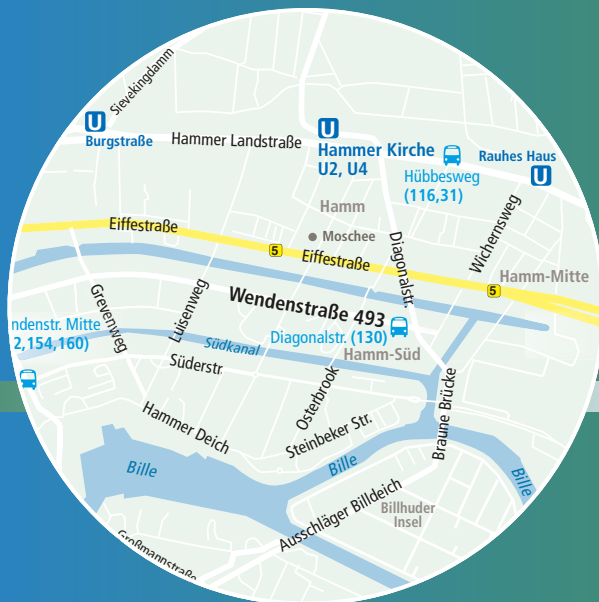 Sievekingdamm
U
Burgstraße
Hammer Landstraße
U
Hammer Kirche
U2, U4
Rauhes Haus
U
Hübbesweg
(116,31)
Hamm
Wichernsweg
Eiffestraße
Moschee
Diagonalstr.
5
Eiffestraße
Hamm-Mitte
5
Grevenweg
Luisenweg
Wendenstraße 493
ndenstr. Mitte
2,154,160)
Südkanal
Diagonalstr. (130)
Hamm-Süd
Süderstr.
Osterbrook
Braune Brücke
Hammer Deich
Steinbeker Str.
Bille
Bille
Bille
Ausschläger Billdeich
Billhuder
Insel
Großmannstraße